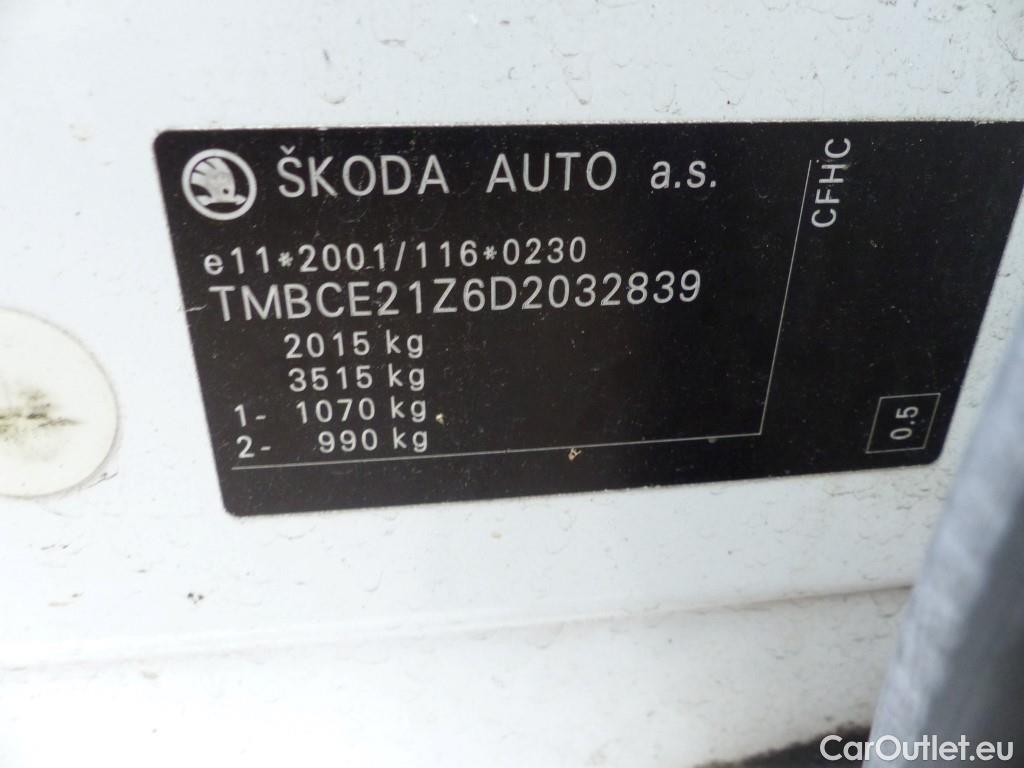 ŠKODA AUTO a.s.
e11*2001/116*0230
TMBCE21Z6D2032839
2015 kg
3515 kg
1- 1070 kg
2- 990 kg
CFHC
0.5
CarOutlet.eu